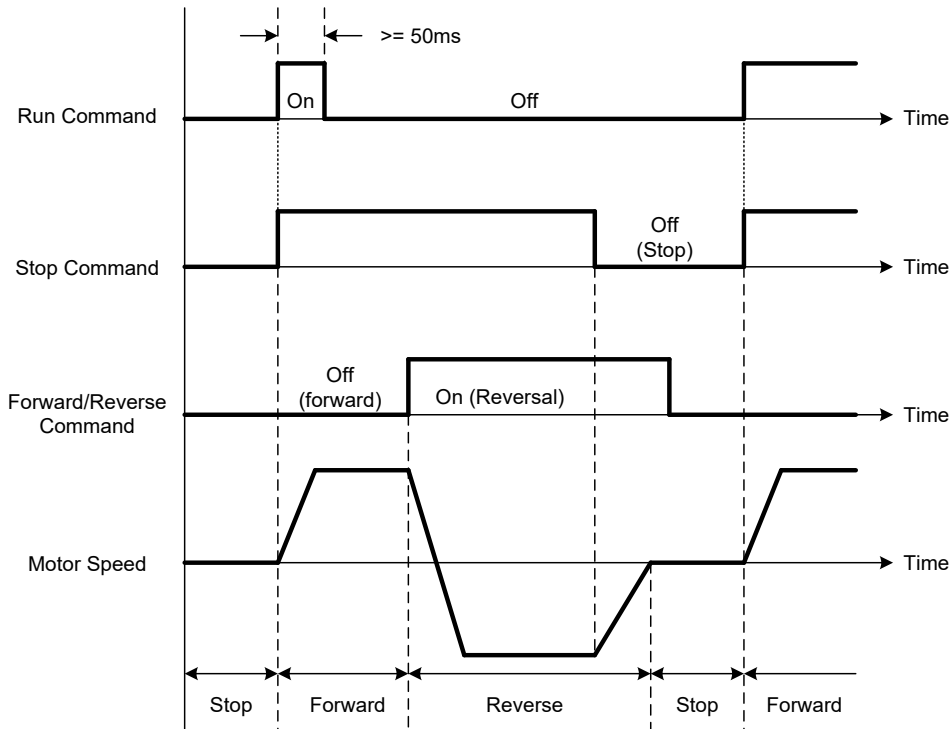 >= 50ms
On
Off
Run Command
Time
Off
(Stop)
Stop Command
Time
Off
(forward)
On (Reversal)
Forward/Reverse
Command
Time
Motor Speed
Time
Stop
Forward
Reverse
Stop
Forward